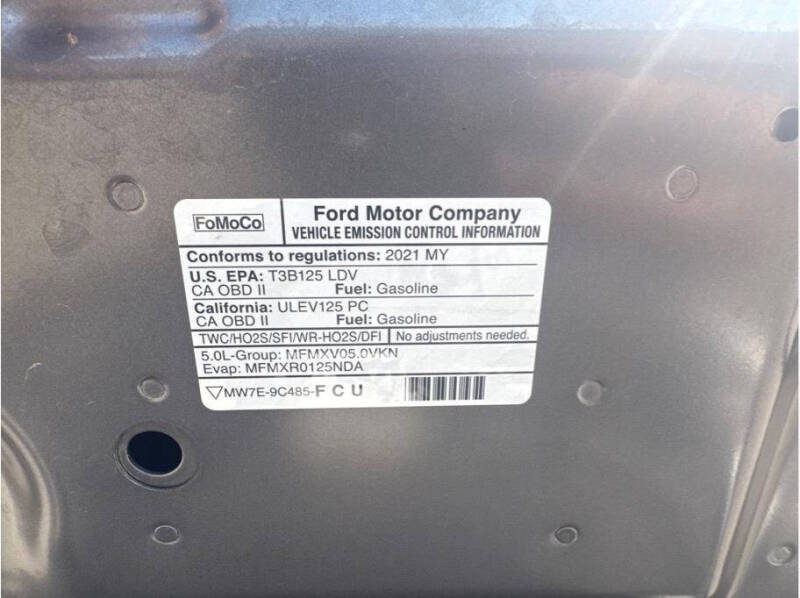 FoMoCo
Ford Motor Company
VEHICLE EMISSION CONTROL INFORMATION
Conforms to regulations: 2021 MY
U.S. EPA: T3B125 LDV
CA OBD II Fuel: Gasoline
California: ULEV125 PC
CA OBD II Fuel: Gasoline
TWC/HO2S/SFI/WR-HO2S/DFI No adjustments needed.
5.0L-Group: MFMXV05.0VKN
Evap: MFMXR0125NDA
MW7E-9C485-F C U